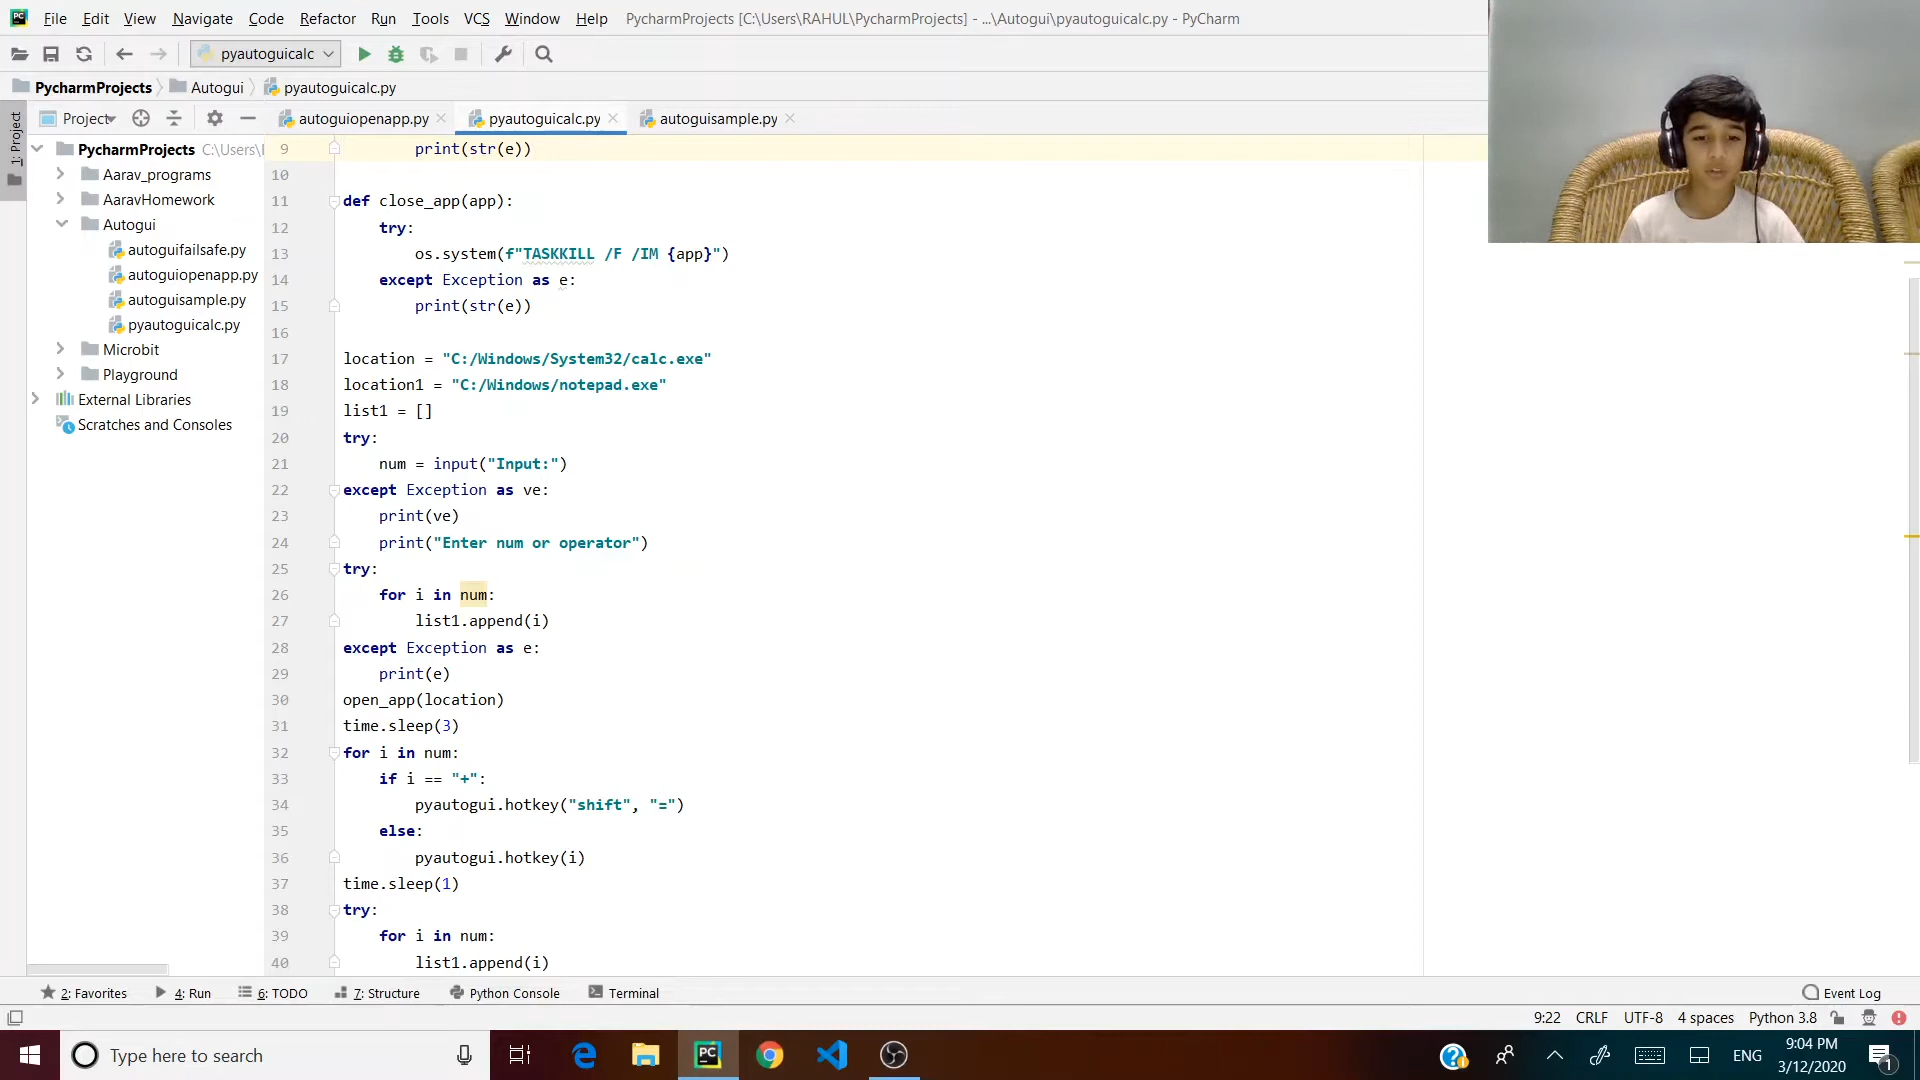 File Edit View Navigate Code Refactor Run Tools VCS Window Help PycharmProjects [C:\Users\RAHUL\PycharmProjects] - ...\Autogui\pyautoguicalc.py - PyCharm
pyautoguicalc
PycharmProjects Autogui pyautoguicalc.py
1: Project
Project
autoguiopenapp.py pyautoguicalc.py autoguisample.py
PycharmProjects C:\Users\
Aarav_programs
AaravHomework
Autogui
autoguifailsafe.py
autoguiopenapp.py
autoguisample.py
pyautoguicalc.py
Microbit
Playground
External Libraries
Scratches and Consoles
9 print(str(e))
10
11 def close_app(app):
12 try:
13 os.system(f"TASKKILL /F /IM {app}")
14 except Exception as e:
15 print(str(e))
16
17 location = "C:/Windows/System32/calc.exe"
18 location1 = "C:/Windows/notepad.exe"
19 list1 = []
20 try:
21 num = input("Input:")
22 except Exception as ve:
23 print(ve)
24 print("Enter num or operator")
25 try:
26 for i in num:
27 list1.append(i)
28 except Exception as e:
29 print(e)
30 open_app(location)
31 time.sleep(3)
32 for i in num:
33 if i == "+":
34 pyautogui.hotkey("shift", "=")
35 else:
36 pyautogui.hotkey(i)
37 time.sleep(1)
38 try:
39 for i in num:
40 list1.append(i)
2: Favorites 4: Run 6: TODO 7: Structure Python Console Terminal Event Log
9:22 CRLF UTF-8 4 spaces Python 3.8
Type here to search
PC
ENG
9:04 PM
3/12/2020
1